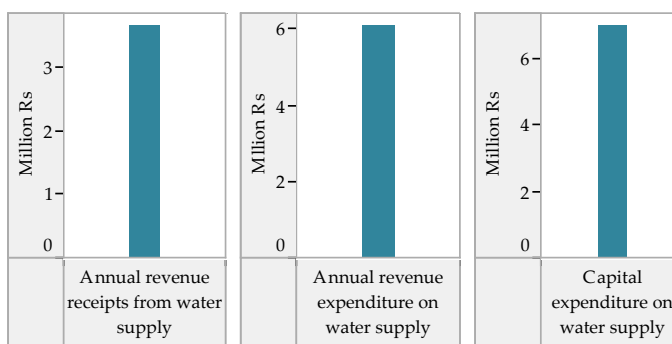 Million Rs
3
2
1
0
Annual revenue
receipts from water
supply
Mllion Rs
6
4
2
0
Annual revenue
expenditure on
water supply
Million Rs
6
4
2
0
Capital
expenditure on
water supply